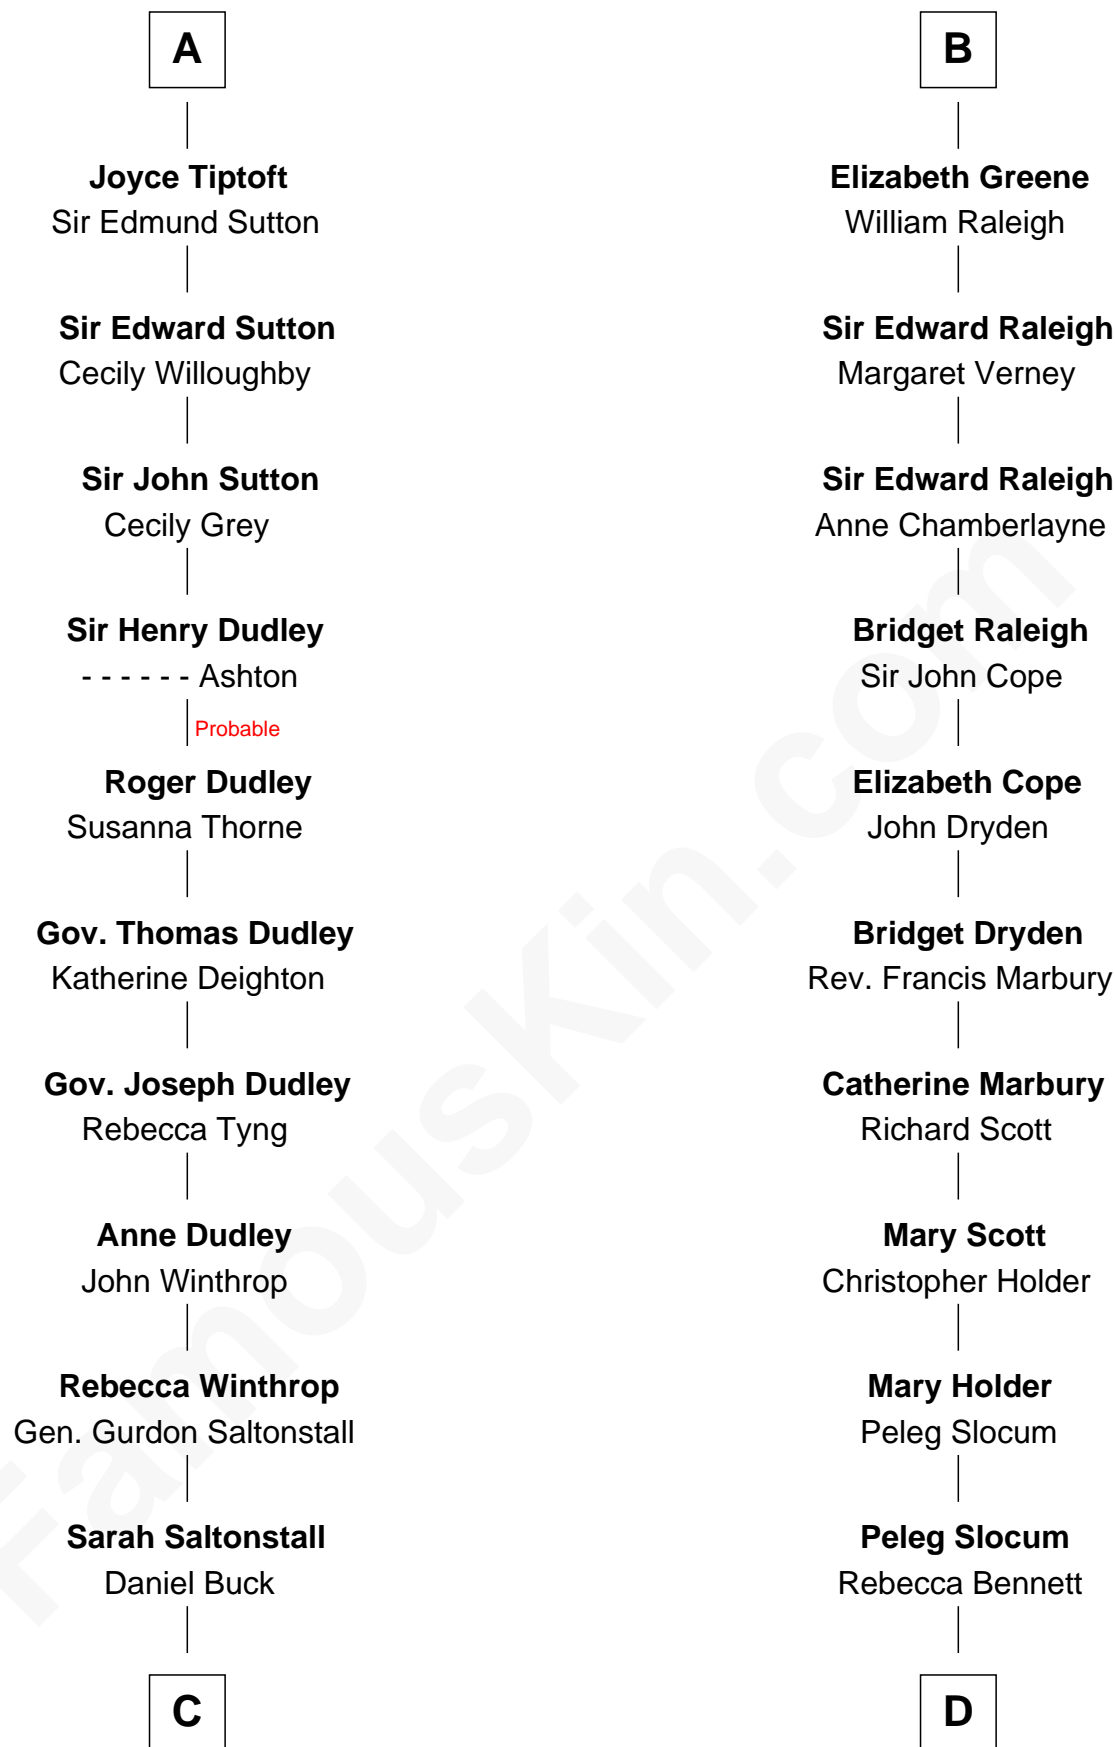 A
Joyce Tiptoft
Sir Edmund Sutton
Sir Edward Sutton
Cecily Willoughby
Sir John Sutton
Cecily Grey
Sir Henry Dudley
- - - - - - Ashton
Probable
Roger Dudley
Susanna Thorne
Gov. Thomas Dudley
Katherine Deighton
Gov. Joseph Dudley
Rebecca Tyng
Anne Dudley
John Winthrop
Rebecca Winthrop
Gen. Gurdon Saltonstall
Sarah Saltonstall
Daniel Buck
C
B
Elizabeth Greene
William Raleigh
Sir Edward Raleigh
Margaret Verney
Sir Edward Raleigh
Anne Chamberlayne
Bridget Raleigh
Sir John Cope
Elizabeth Cope
John Dryden
Bridget Dryden
Rev. Francis Marbury
Catherine Marbury
Richard Scott
Mary Scott
Christopher Holder
Mary Holder
Peleg Slocum
Peleg Slocum
Rebecca Bennett
D
FamousKin.com